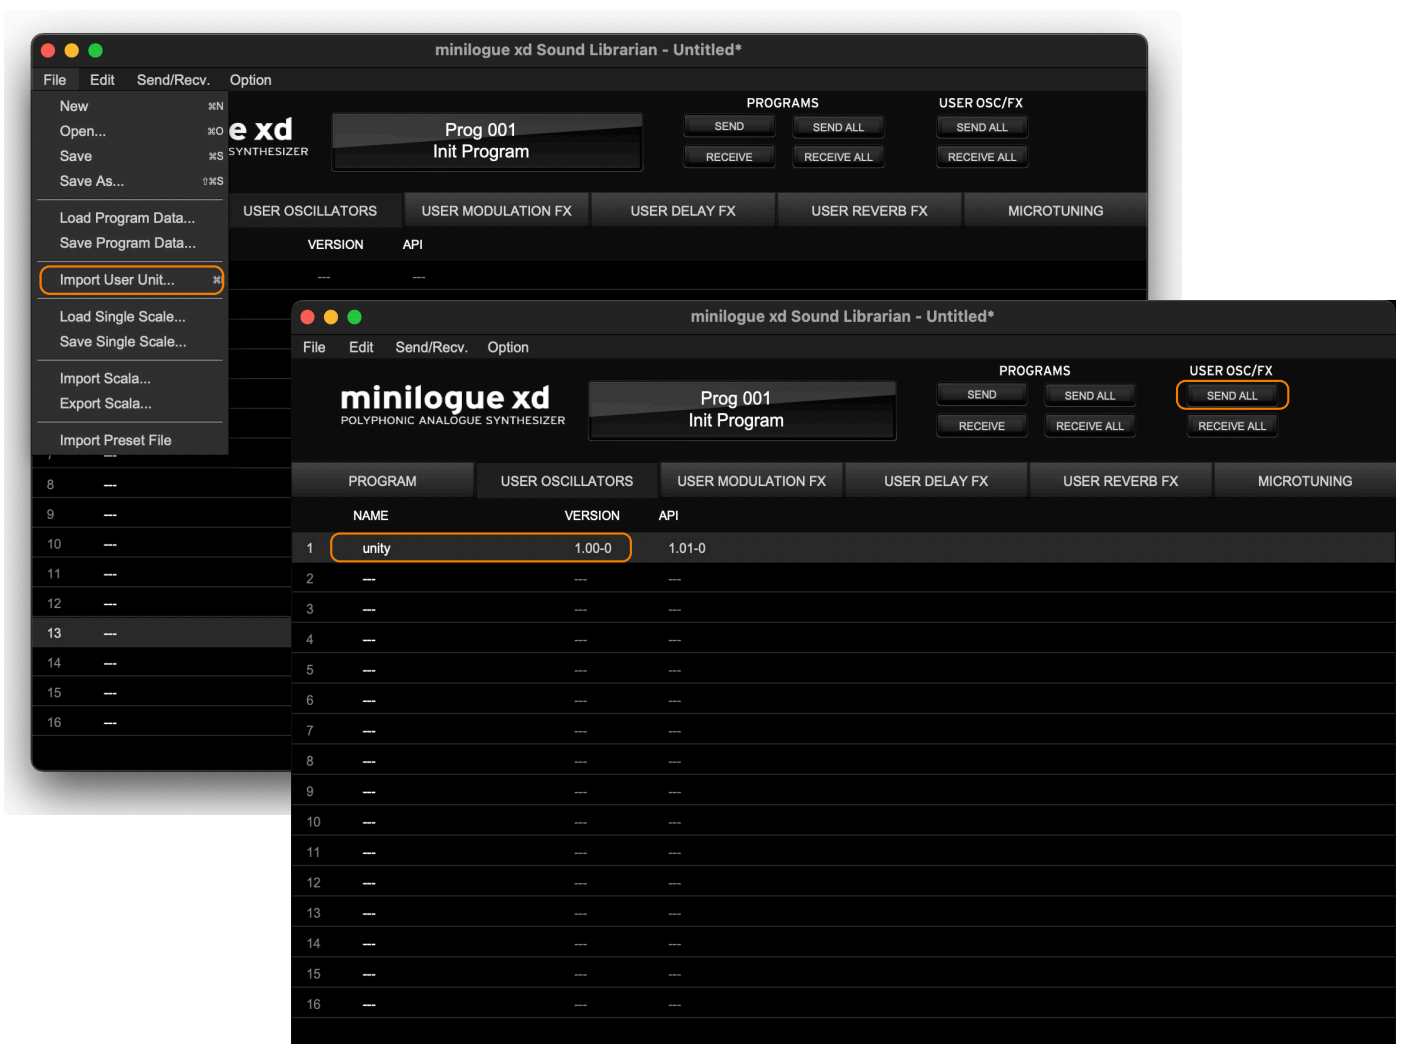 minilogue xd Sound Librarian - Untitled*
File Edit Send/Recv. Option
New ⌘N
Open... ⌘O
Save ⌘S
Save As... ⇧⌘S
Load Program Data...
Save Program Data...
Import User Unit... ⌘
Load Single Scale...
Save Single Scale...
Import Scala...
Export Scala...
Import Preset File
e xd
SYNTHESIZER
Prog 001
Init Program
PROGRAMS
SEND SEND ALL
RECEIVE RECEIVE ALL
USER OSC/FX
SEND ALL
RECEIVE ALL
USER OSCILLATORS USER MODULATION FX USER DELAY FX USER REVERB FX MICROTUNING
VERSION API
--- ---
7 ---
8 ---
9 ---
10 ---
11 ---
12 ---
13 ---
14 ---
15 ---
16 ---
minilogue xd Sound Librarian - Untitled*
File Edit Send/Recv. Option
minilogue xd
POLYPHONIC ANALOGUE SYNTHESIZER
Prog 001
Init Program
PROGRAMS
SEND SEND ALL
RECEIVE RECEIVE ALL
USER OSC/FX
SEND ALL
RECEIVE ALL
PROGRAM USER OSCILLATORS USER MODULATION FX USER DELAY FX USER REVERB FX MICROTUNING
NAME VERSION API
1 unity 1.00-0 1.01-0
2 --- --- ---
3 --- --- ---
4 --- --- ---
5 --- --- ---
6 --- --- ---
7 --- --- ---
8 --- --- ---
9 --- --- ---
10 --- --- ---
11 --- --- ---
12 --- --- ---
13 --- --- ---
14 --- --- ---
15 --- --- ---
16 --- --- ---